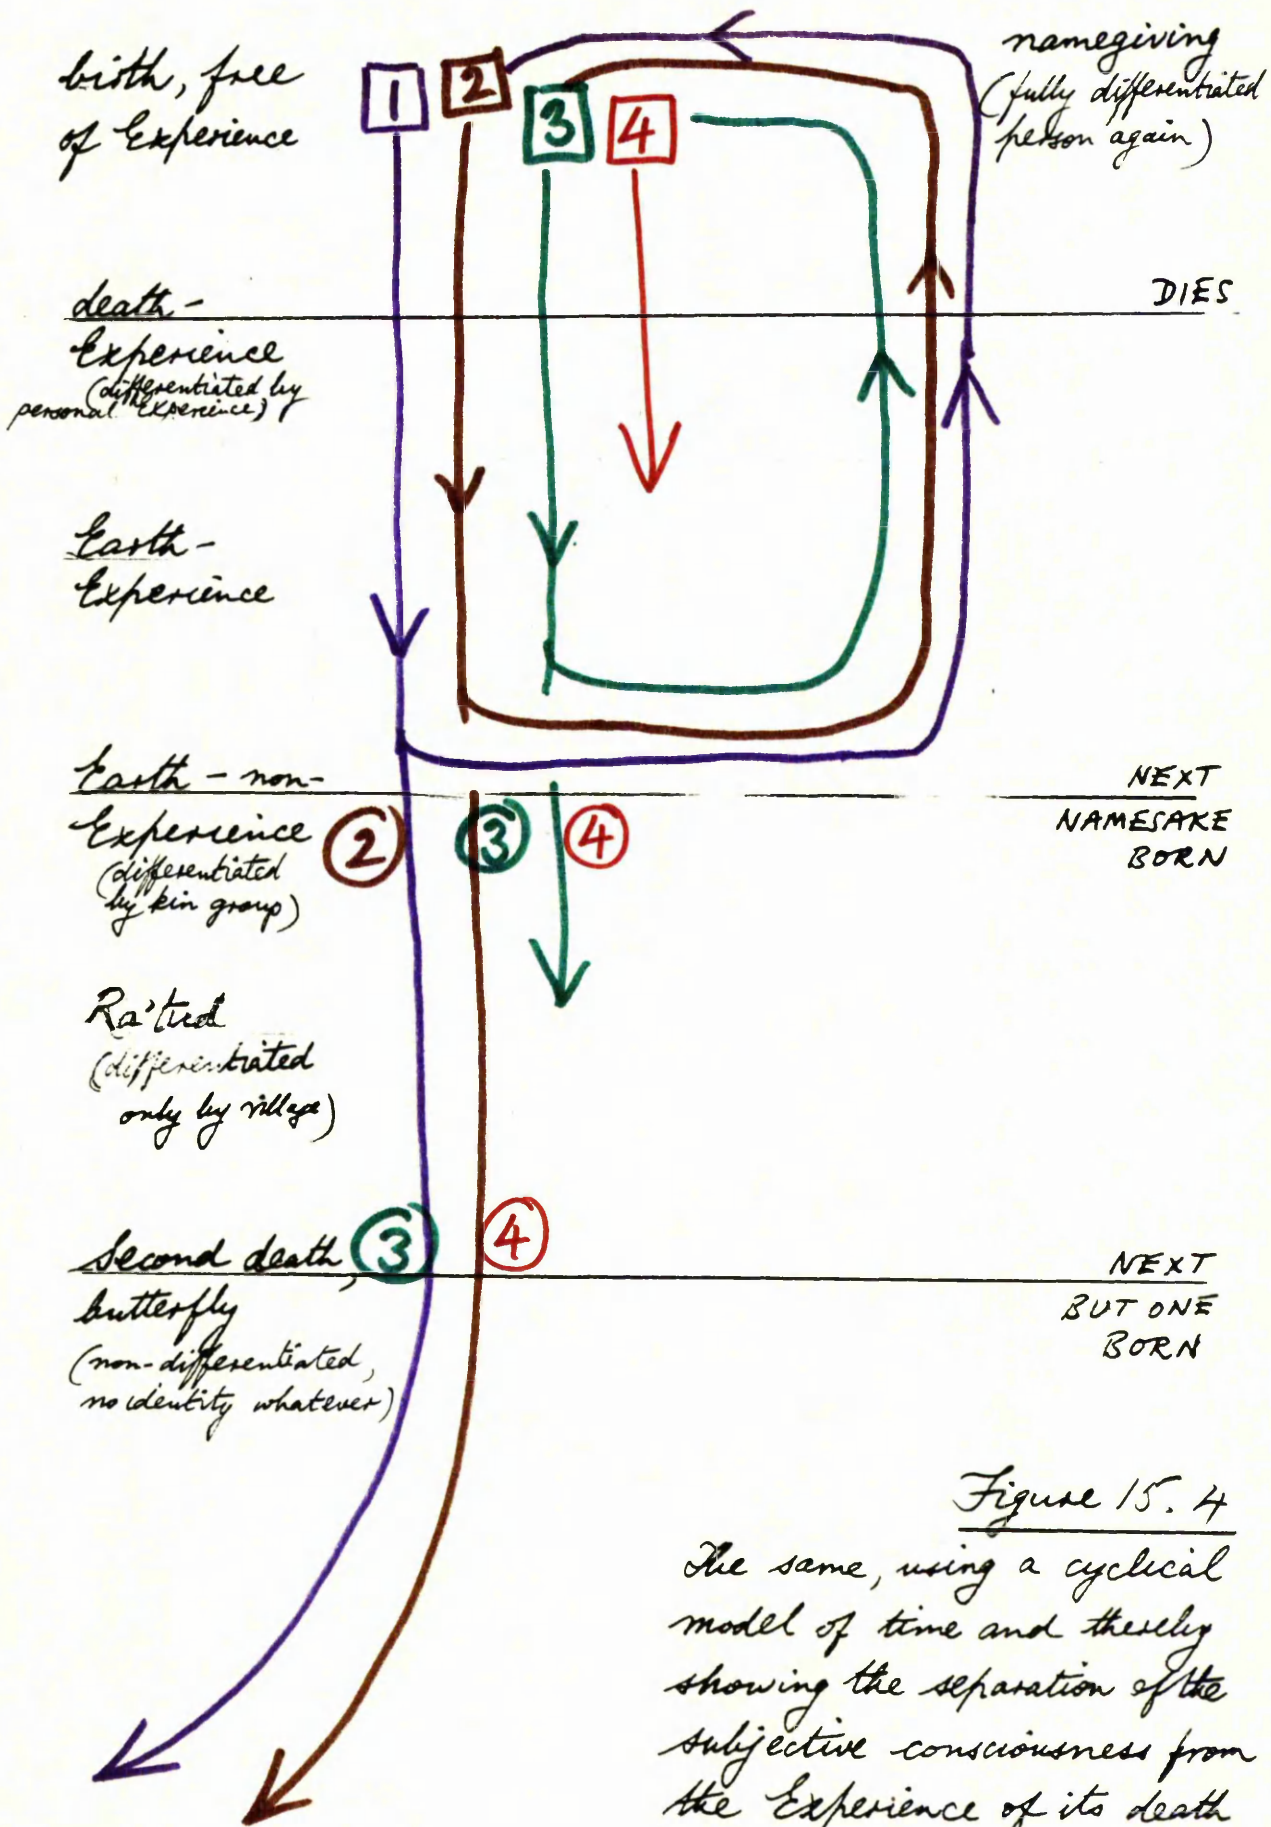 birth, free
of Experience
1
2
3
4
namegiving
(fully differentiated
person again)
death -
DIES
Experience
(differentiated by
personal experience)
Earth -
Experience
Earth - non-
NEXT
Experience
NAMESAKE
BORN
(differentiated
by kin group)
2
3
4
Ra'tud
(differentiated
only by village)
Second death,
3
4
NEXT
butterfly
BUT ONE
BORN
(non-differentiated,
no identity whatever)
Figure 15.4
The same, using a cyclical
model of time and thereby
showing the separation of the
subjective consciousness from
the Experience of its death